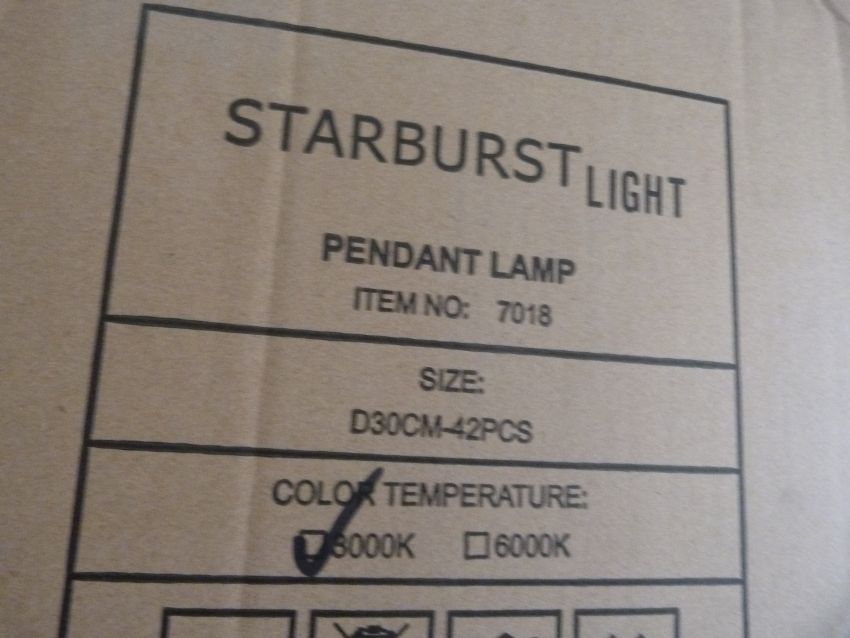 STARBURST LIGHT
PENDANT LAMP
ITEM NO: 7018
SIZE:
D30CM-42PCS
COLOR TEMPERATURE:
☐3000K ☐6000K